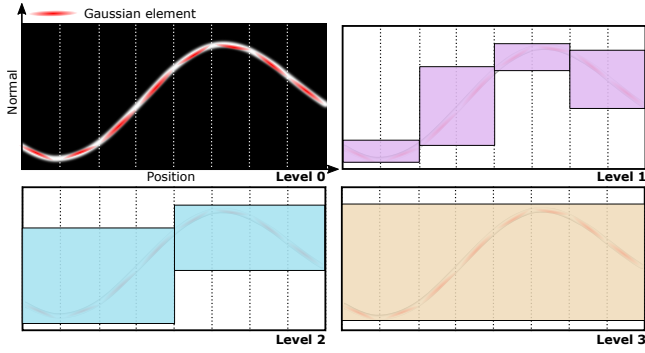 Gaussian element
Normal
Position
Level 0
Level 1
Level 2
Level 3